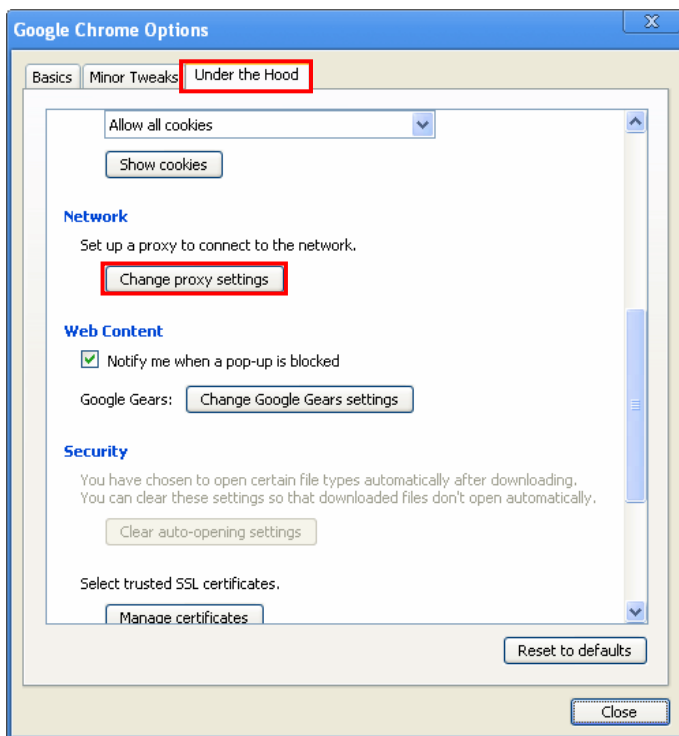 Google Chrome Options
Basics Minor Tweaks Under the Hood
Allow all cookies
Show cookies
Network
Set up a proxy to connect to the network.
Change proxy settings
Web Content
Notify me when a pop-up is blocked
Google Gears: Change Google Gears settings
Security
You have chosen to open certain file types automatically after downloading.
You can clear these settings so that downloaded files don't open automatically.
Clear auto-opening settings
Select trusted SSL certificates.
Manage certificates
Reset to defaults
Close